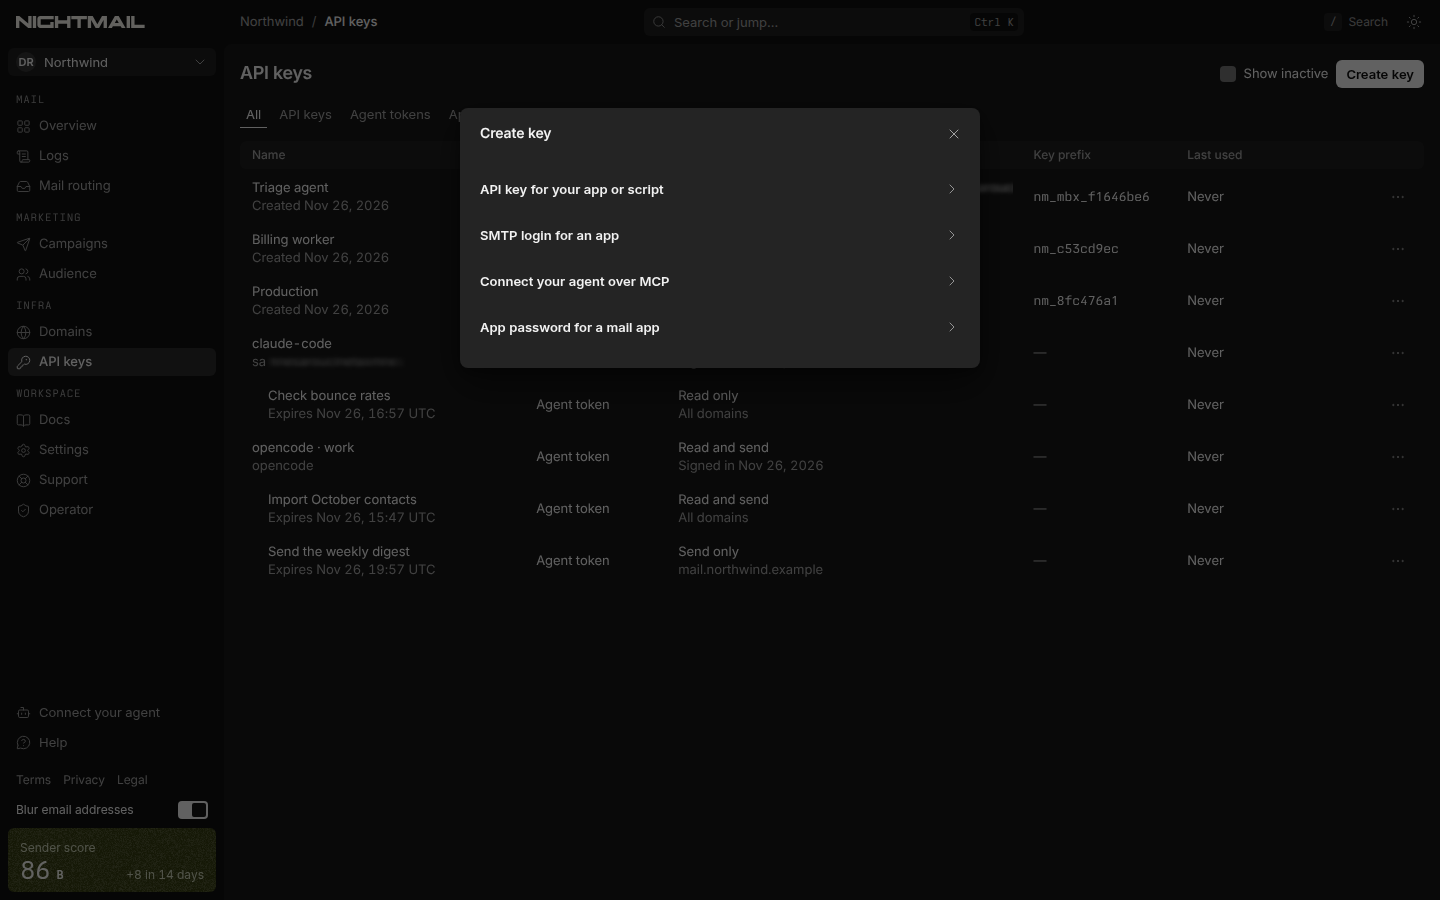 NIGHTMAIL
Northwind / API keys
Search or jump...
Ctrl K
/ Search
DR Northwind
MAIL
Overview
Logs
Mail routing
MARKETING
Campaigns
Audience
INFRA
Domains
API keys
WORKSPACE
Docs
Settings
Support
Operator
Connect your agent
Help
Terms Privacy Legal
Blur email addresses
Sender score
86 B +8 in 14 days
API keys
Show inactive
Create key
All API keys Agent tokens
Name Key prefix Last used
Triage agent
Created Nov 26, 2026
nm_mbx_f1646be6 Never
Billing worker
Created Nov 26, 2026
nm_c53cd9ec Never
Production
Created Nov 26, 2026
nm_8fc476a1 Never
claude-code
sa
— Never
Check bounce rates
Expires Nov 26, 16:57 UTC
Agent token
Read only
All domains
— Never
opencode · work
opencode
Agent token
Read and send
Signed in Nov 26, 2026
— Never
Import October contacts
Expires Nov 26, 15:47 UTC
Agent token
Read and send
All domains
— Never
Send the weekly digest
Expires Nov 26, 19:57 UTC
Agent token
Send only
mail.northwind.example
— Never
Create key
API key for your app or script
SMTP login for an app
Connect your agent over MCP
App password for a mail app